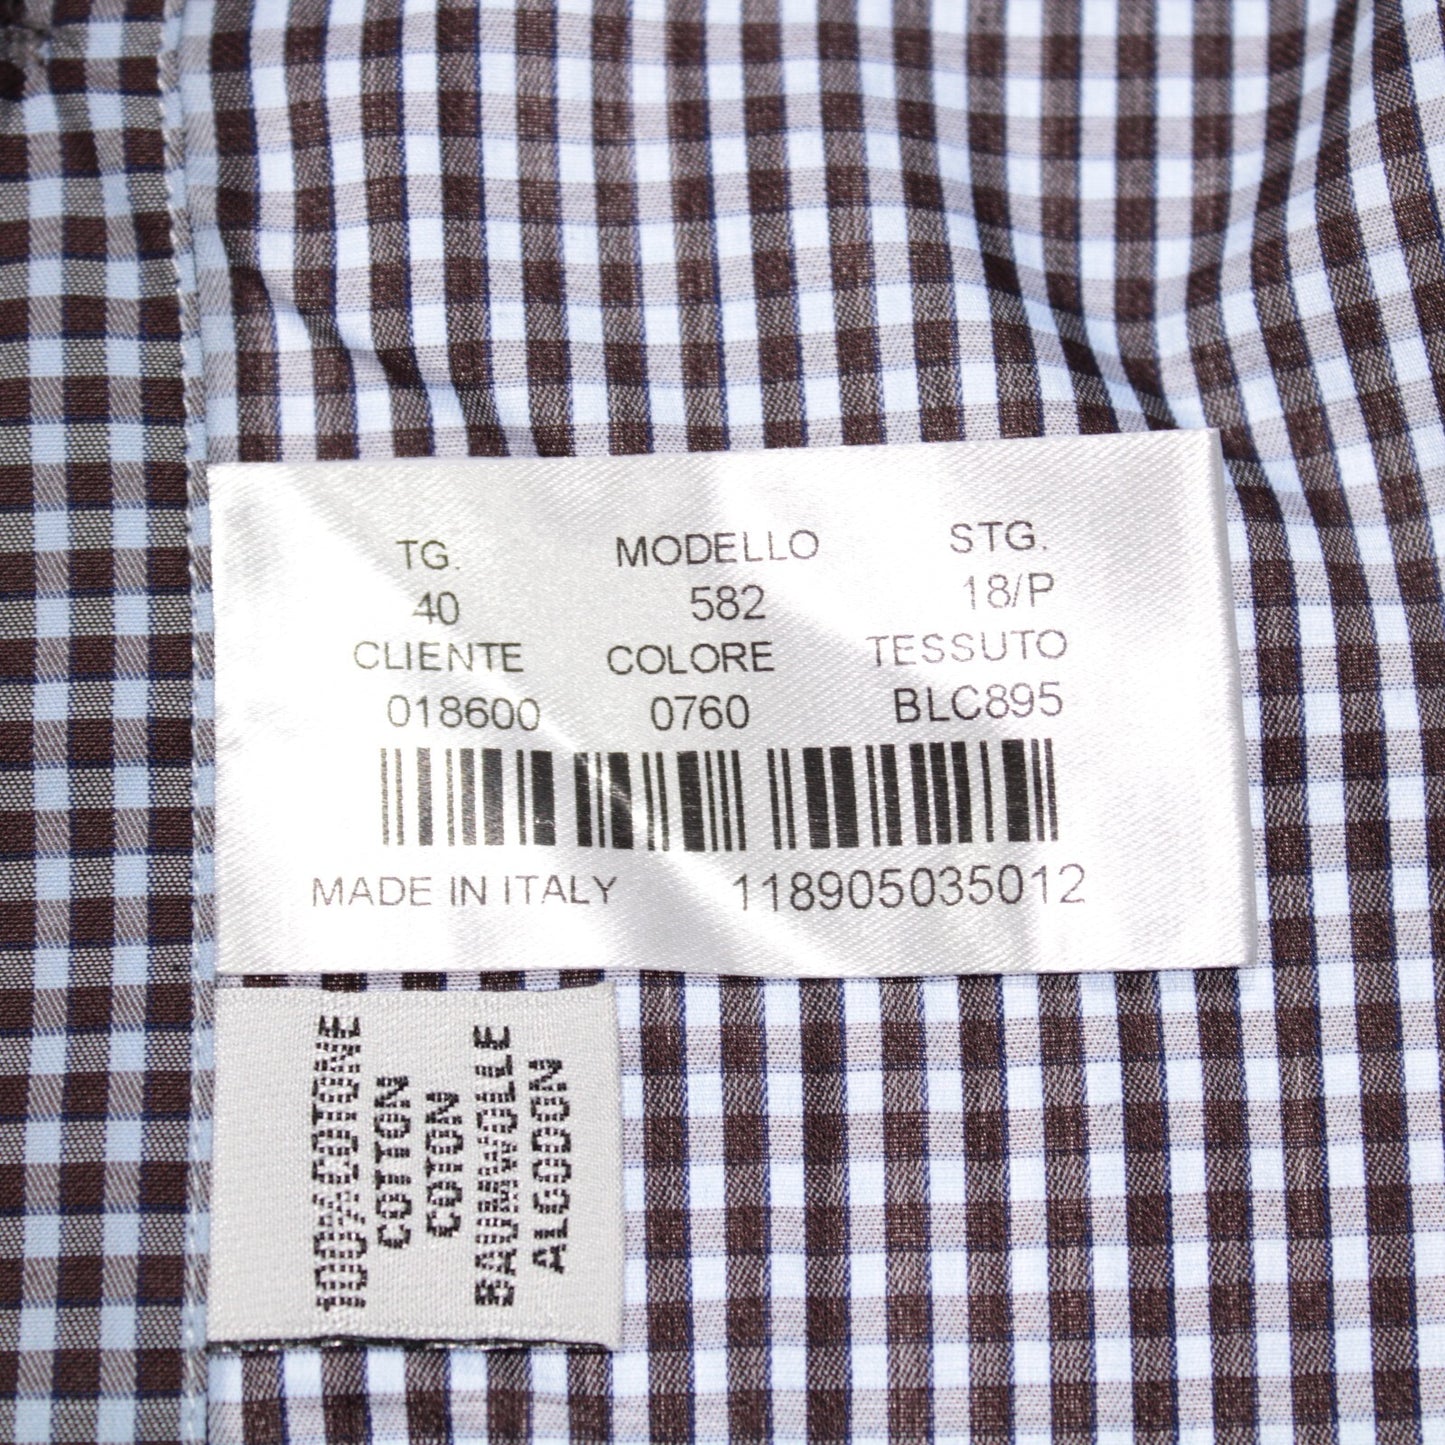 TG. MODELLO STG.
40 582 18/P
CLIENTE COLORE TESSUTO
018600 0760 BLC895
MADE IN ITALY 118905035012
100%COTONE
COTTON
COTON
BAUMWOLLE
ALGODON